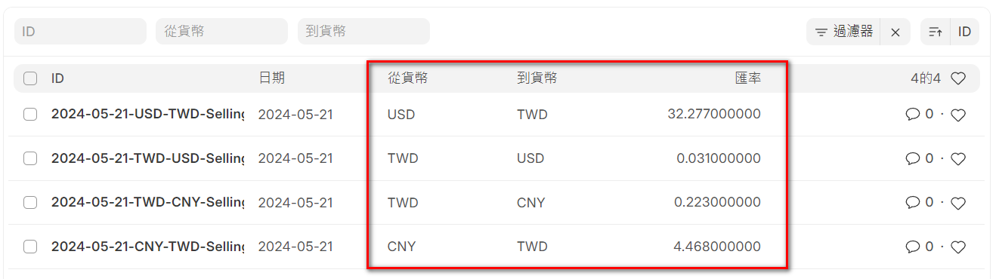 ID 從貨幣 到貨幣 過濾器 ID
ID 日期 從貨幣 到貨幣 匯率 4的4
2024-05-21-USD-TWD-Selling 2024-05-21 USD TWD 32.277000000 0 ·
2024-05-21-TWD-USD-Selling 2024-05-21 TWD USD 0.031000000 0 ·
2024-05-21-TWD-CNY-Selling 2024-05-21 TWD CNY 0.223000000 0 ·
2024-05-21-CNY-TWD-Selling 2024-05-21 CNY TWD 4.468000000 0 ·